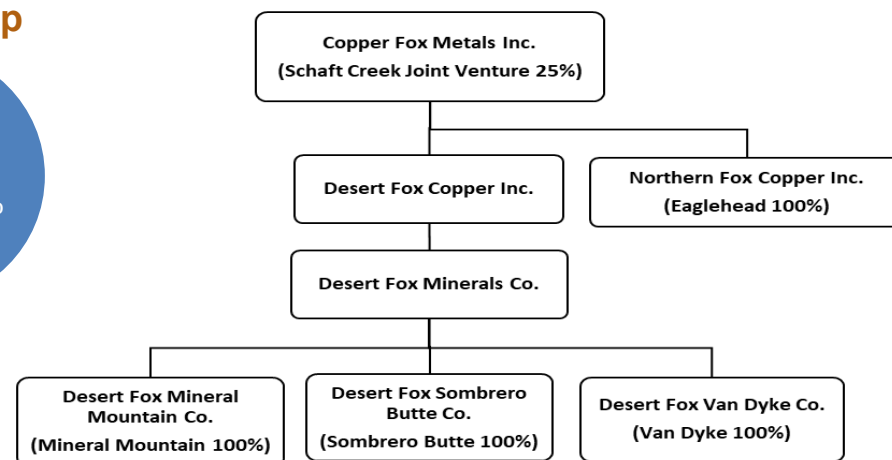 p
Copper Fox Metals Inc.
(Schaft Creek Joint Venture 25%)
Desert Fox Copper Inc.
Northern Fox Copper Inc.
(Eaglehead 100%)
Desert Fox Minerals Co.
Desert Fox Mineral
Mountain Co.
(Mineral Mountain 100%)
Desert Fox Sombrero
Butte Co.
(Sombrero Butte 100%)
Desert Fox Van Dyke Co.
(Van Dyke 100%)